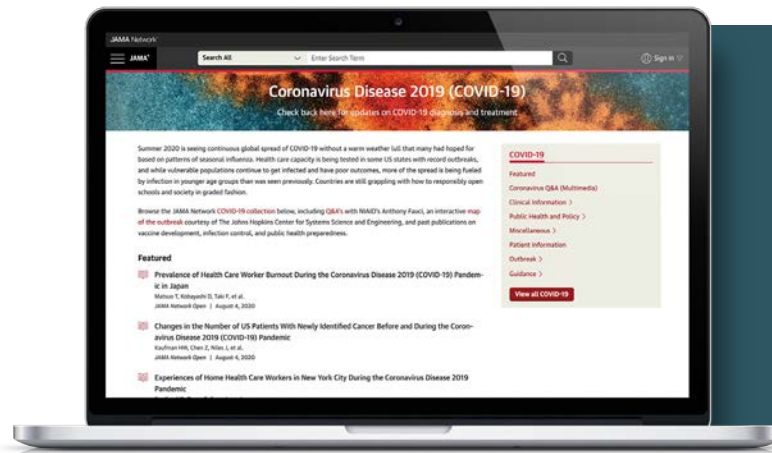 JAMA Network
JAMA
Search All
Enter Search Term
Sign in
Coronavirus Disease 2019 (COVID-19)
Check back here for updates on COVID-19 diagnosis and treatment
Summer 2020 is seeing continuous global spread of COVID-19 without a warm weather lull that many had hoped for
based on patterns of seasonal influenza. Health care capacity is being tested in some US states with record outbreaks,
and while vulnerable populations continue to get infected and have poor outcomes, more of the spread is being fueled
by infection in younger age groups than was seen previously. Countries are still grappling with how to responsibly open
schools and society in graded fashion.
Browse the JAMA Network COVID-19 collection below, including Q&A's with NIAID's Anthony Fauci, an interactive map
of the outbreak courtesy of The Johns Hopkins Center for Systems Science and Engineering, and past publications on
vaccine development, infection control, and public health preparedness.
Featured
Prevalence of Health Care Worker Burnout During the Coronavirus Disease 2019 (COVID-19) Pandem-
ic in Japan
Matsuo T, Kobayashi D, Taki F, et al.
JAMA Network Open | August 4, 2020
Changes in the Number of US Patients With Newly Identified Cancer Before and During the Coron-
avirus Disease 2019 (COVID-19) Pandemic
Kaufman HW, Chen Z, Niles J, et al.
JAMA Network Open | August 4, 2020
Experiences of Home Health Care Workers in New York City During the Coronavirus Disease 2019
Pandemic
COVID-19
Featured
Coronavirus Q&A (Multimedia)
Clinical Information >
Public Health and Policy >
Miscellaneous >
Patient Information
Outbreak >
Guidance >
View all COVID-19